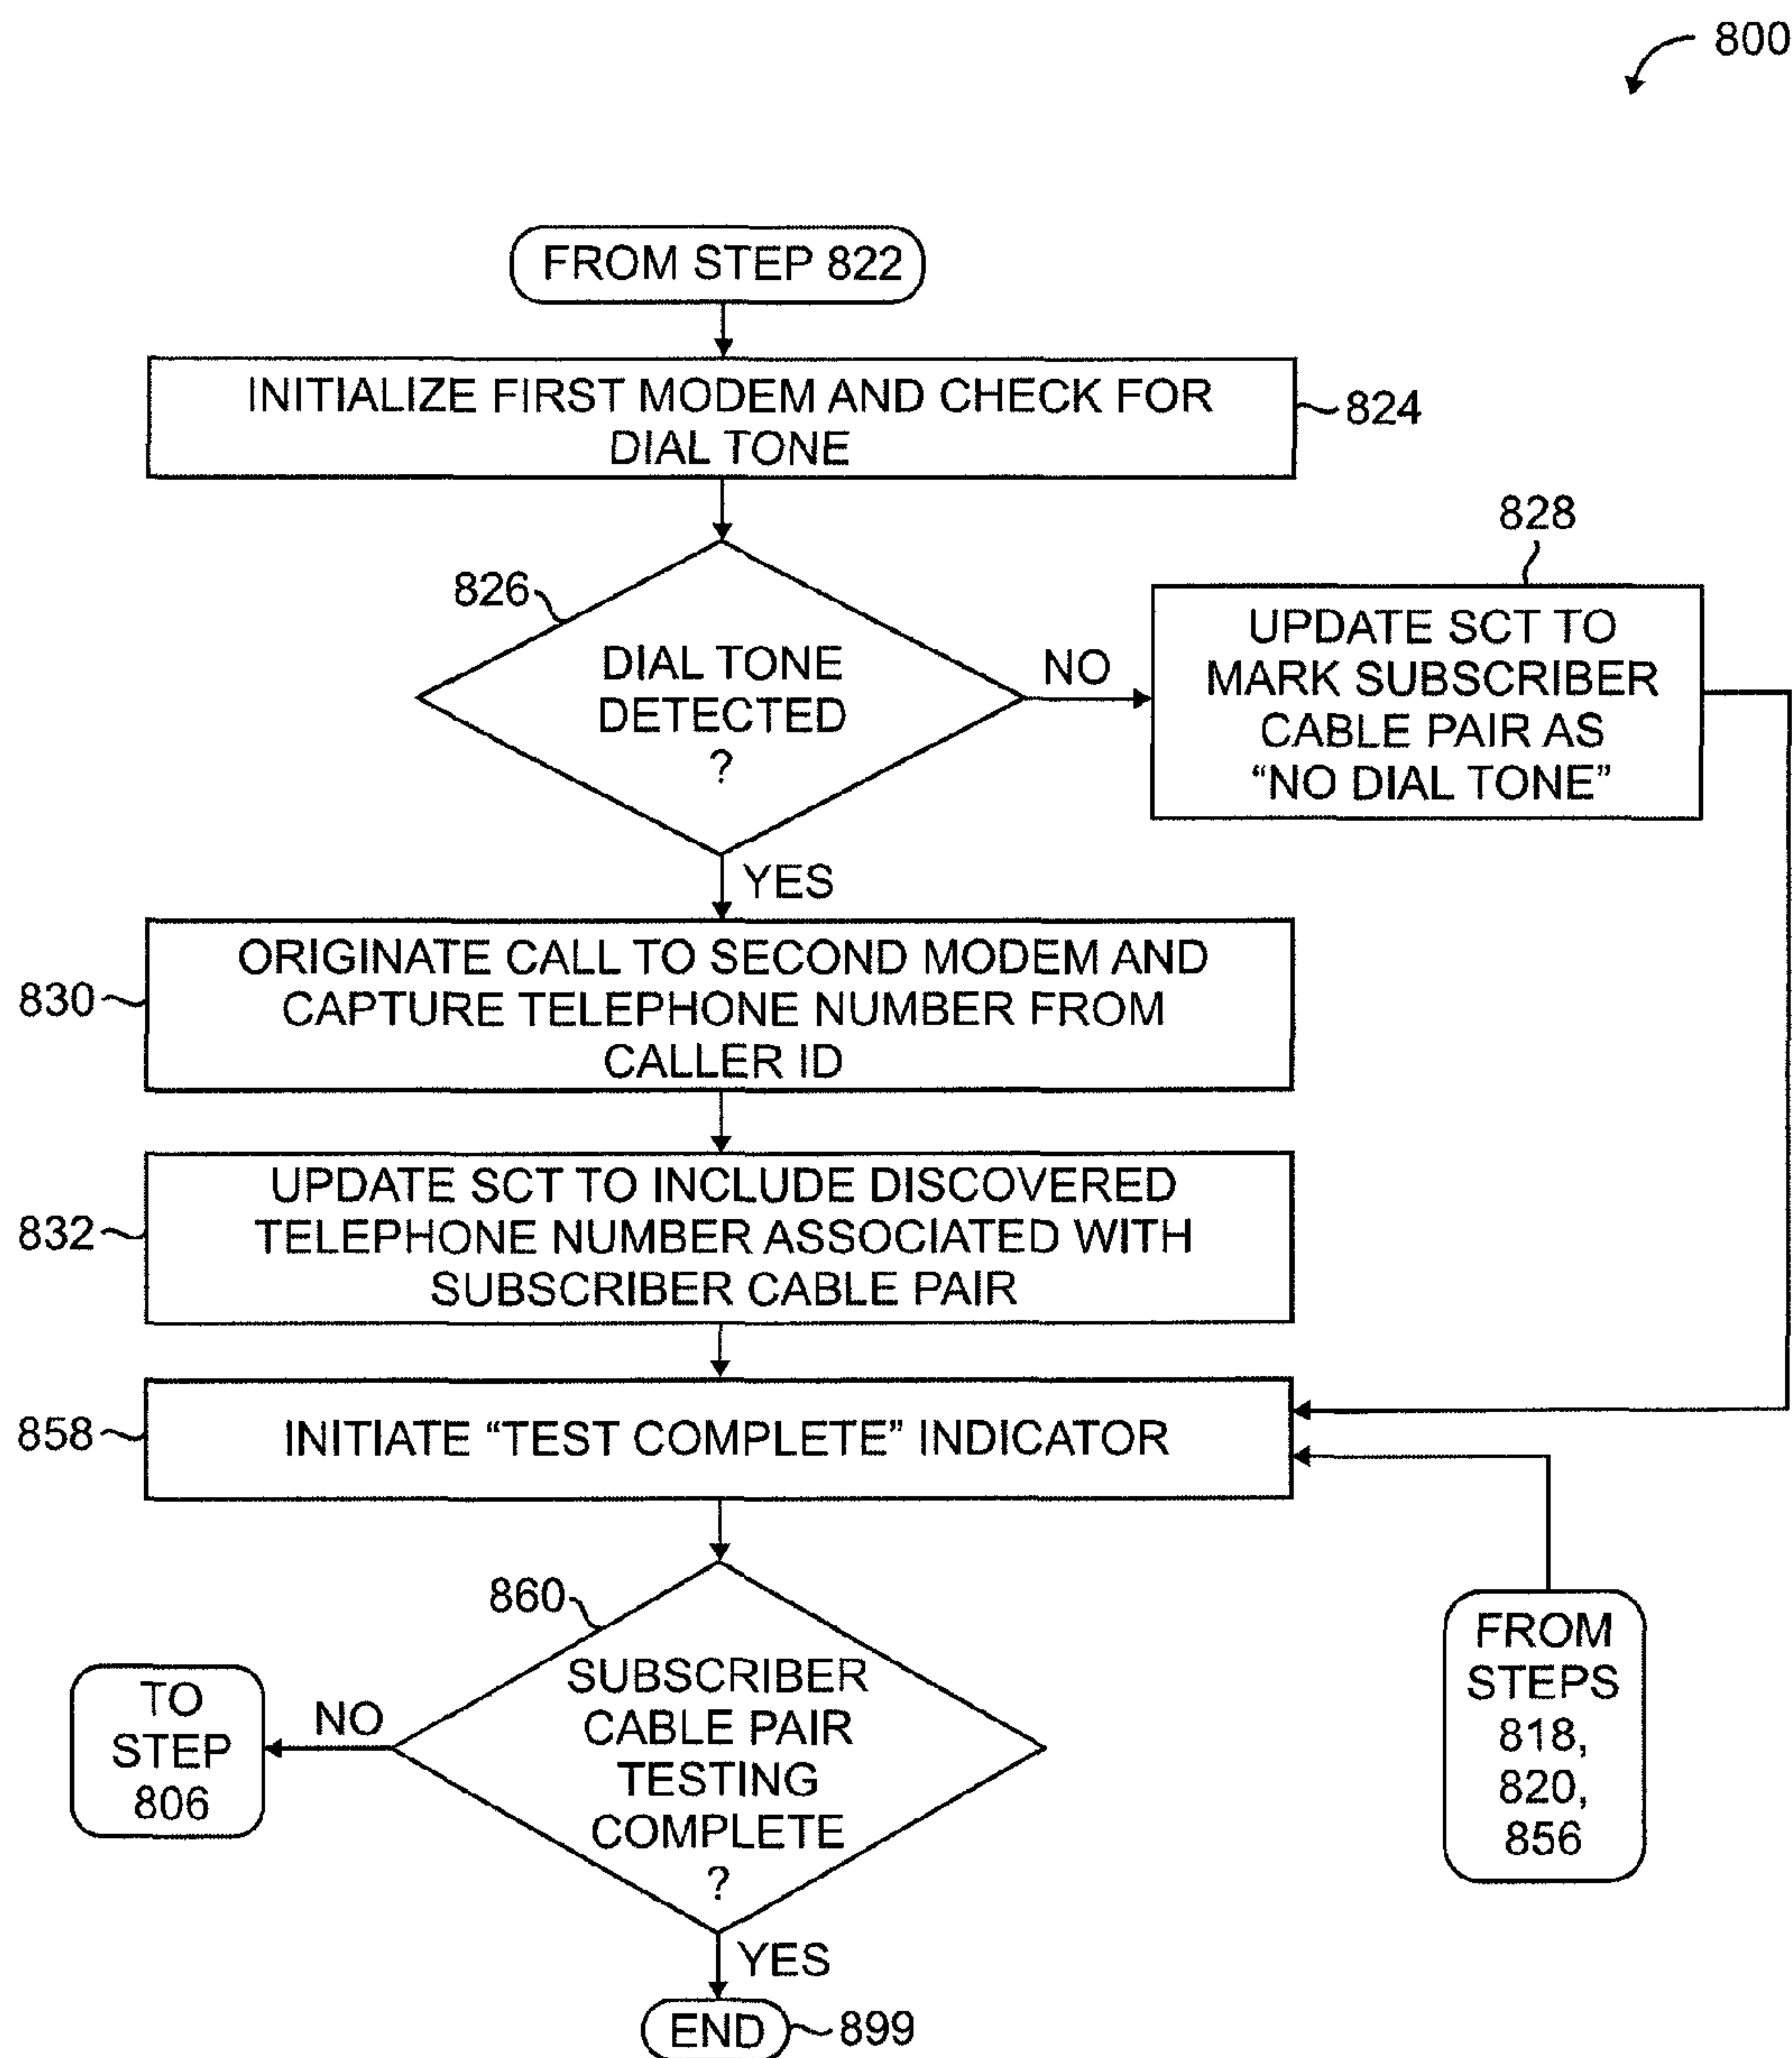 800
FROM STEP 822
INITIALIZE FIRST MODEM AND CHECK FOR
DIAL TONE
824
826
DIAL TONE
DETECTED
?
NO
828
UPDATE SCT TO
MARK SUBSCRIBER
CABLE PAIR AS
“NO DIAL TONE”
YES
830
ORIGINATE CALL TO SECOND MODEM AND
CAPTURE TELEPHONE NUMBER FROM
CALLER ID
832
UPDATE SCT TO INCLUDE DISCOVERED
TELEPHONE NUMBER ASSOCIATED WITH
SUBSCRIBER CABLE PAIR
858
INITIATE “TEST COMPLETE” INDICATOR
860
SUBSCRIBER
CABLE PAIR
TESTING
COMPLETE
?
NO
TO
STEP
806
FROM
STEPS
818,
820,
856
YES
END
899